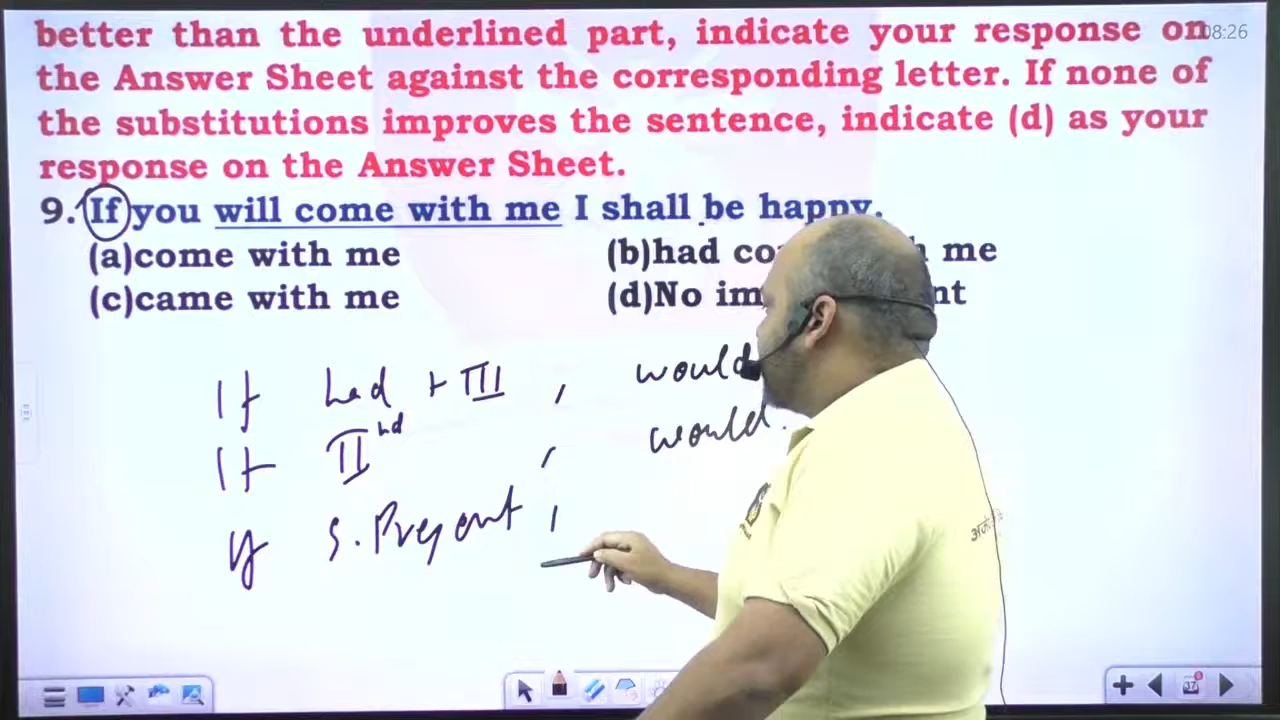 better than the underlined part, indicate your response on
08:26
the Answer Sheet against the corresponding letter. If none of
the substitutions improves the sentence, indicate (d) as your
response on the Answer Sheet.
9. If you will come with me I shall be happy.
(a)come with me
(b)had co me
(c)came with me
(d)No im nt
If had + III , would
If II nd , would.
If S. Present ,
37